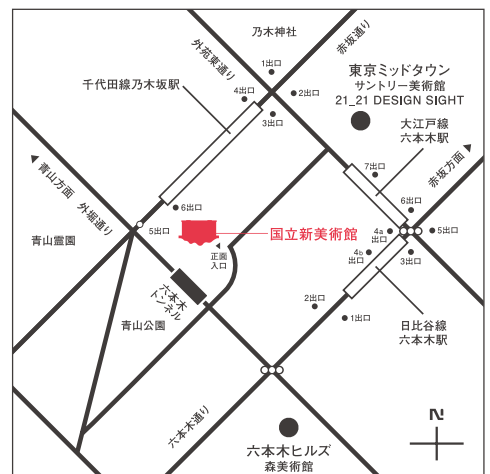 乃木神社
外苑東通り
赤坂通り
1出口
千代田線乃木坂駅
4出口
2出口
3出口
東京ミッドタウン
サントリー美術館
21_21 DESIGN SIGHT
大江戸線
六本木駅
7出口
赤坂方面
青山方面
外堀通り
6出口
5出口
国立新美術館
正面
入口
6出口
4a
出口
5出口
4b
出口
3出口
青山霊園
六本木
トンネル
青山公園
2出口
1出口
日比谷線
六本木駅
六本木通り
六本木ヒルズ
森美術館
N